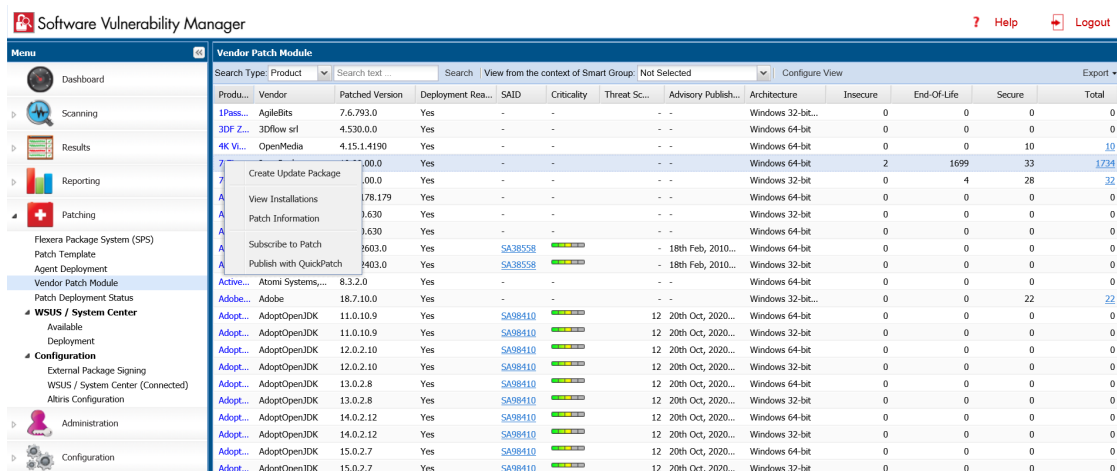 Software Vulnerability Manager ? Help Logout
Menu
Dashboard
Scanning
Results
Reporting
Patching
Flexera Package System (SPS)
Patch Template
Agent Deployment
Vendor Patch Module
Patch Deployment Status
WSUS / System Center
Available
Deployment
Configuration
External Package Signing
WSUS / System Center (Connected)
Altiris Configuration
Administration
Configuration
Vendor Patch Module
Search Type: Product Search text ... Search View from the context of Smart Group: Not Selected Configure View Export
Produ... Vendor Patched Version Deployment Rea... SAID Criticality Threat Sc... Advisory Publish... Architecture Insecure End-Of-Life Secure Total
1Pass... AgileBits 7.6.793.0 Yes - - - - Windows 32-bit... 0 0 0 0
3DF Z... 3Dflow srl 4.530.0.0 Yes - - - - Windows 64-bit 0 0 0 0
4K Vi... OpenMedia 4.15.1.4190 Yes - - - - Windows 64-bit 0 0 10 10
.00.0 Yes - - - - Windows 64-bit 2 1699 33 1734
7 .00.0 Yes - - - - Windows 32-bit 0 4 28 32
A 178.179 Yes - - - - Windows 64-bit 0 0 0 0
A .630 Yes - - - - Windows 32-bit 0 0 0 0
A .630 Yes - - - - Windows 64-bit 0 0 0 0
A 2603.0 Yes SA38558 - 18th Feb, 2010... Windows 64-bit 0 0 0 0
A 2403.0 Yes SA38558 - 18th Feb, 2010... Windows 32-bit 0 0 0 0
Create Update Package
View Installations
Patch Information
Subscribe to Patch
Publish with QuickPatch
Active... Atomi Systems,... 8.3.2.0 Yes - - - - Windows 32-bit 0 0 0 0
Adobe... Adobe 18.7.10.0 Yes - - - - Windows 32-bit... 0 0 22 22
Adopt... AdoptOpenJDK 11.0.10.9 Yes SA98410 12 20th Oct, 2020... Windows 64-bit 0 0 0 0
Adopt... AdoptOpenJDK 11.0.10.9 Yes SA98410 12 20th Oct, 2020... Windows 32-bit 0 0 0 0
Adopt... AdoptOpenJDK 12.0.2.10 Yes SA98410 12 20th Oct, 2020... Windows 64-bit 0 0 0 0
Adopt... AdoptOpenJDK 12.0.2.10 Yes SA98410 12 20th Oct, 2020... Windows 32-bit 0 0 0 0
Adopt... AdoptOpenJDK 13.0.2.8 Yes SA98410 12 20th Oct, 2020... Windows 64-bit 0 0 0 0
Adopt... AdoptOpenJDK 13.0.2.8 Yes SA98410 12 20th Oct, 2020... Windows 32-bit 0 0 0 0
Adopt... AdoptOpenJDK 14.0.2.12 Yes SA98410 12 20th Oct, 2020... Windows 64-bit 0 0 0 0
Adopt... AdoptOpenJDK 14.0.2.12 Yes SA98410 12 20th Oct, 2020... Windows 32-bit 0 0 0 0
Adopt... AdoptOpenJDK 15.0.2.7 Yes SA98410 12 20th Oct, 2020... Windows 64-bit 0 0 0 0
Adopt... AdoptOpenJDK 15.0.2.7 Yes SA98410 12 20th Oct, 2020... Windows 32-bit 0 0 0 0